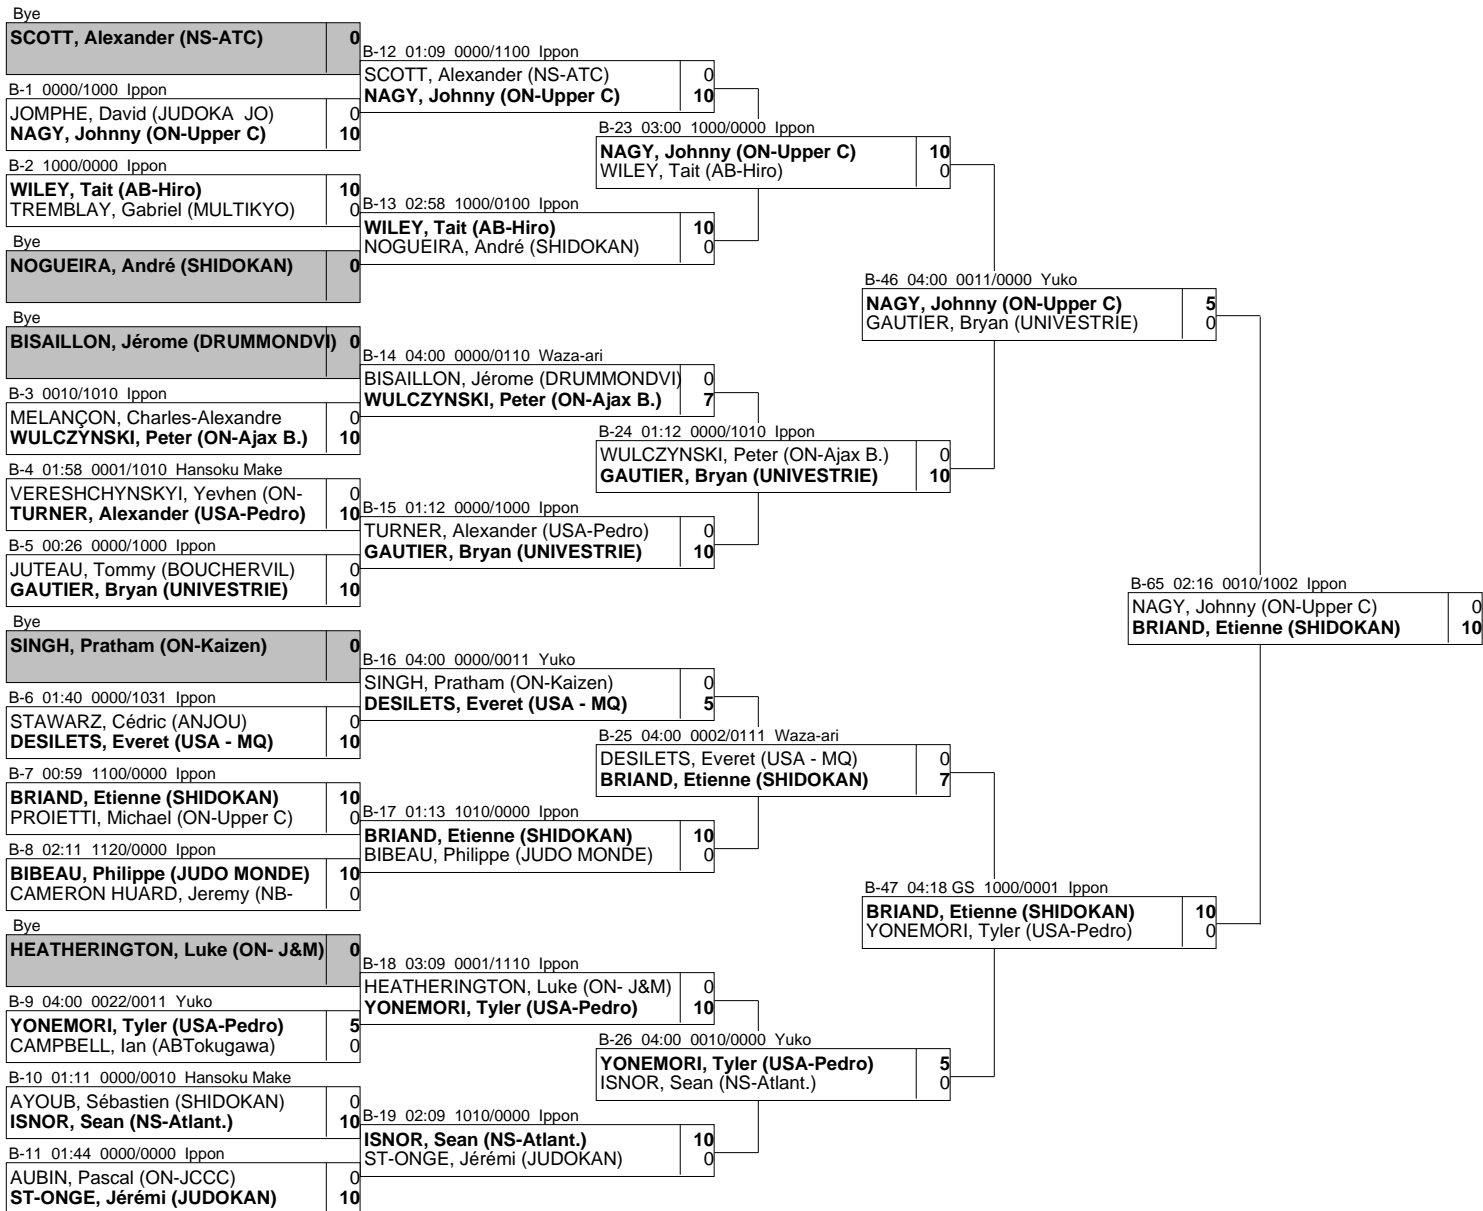 Bye
SCOTT, Alexander (NS-ATC) 0
B-1 0000/1000 Ippon
JOMPHE, David (JUDOKA JO) 0
NAGY, Johnny (ON-Upper C) 10
B-2 1000/0000 Ippon
WILEY, Tait (AB-Hiro) 10
TREMBLAY, Gabriel (MULTIKYO) 0
Bye
NOGUEIRA, André (SHIDOKAN) 0
Bye
BISAILLON, Jérome (DRUMMONDVI) 0
B-3 0010/1010 Ippon
MELANÇON, Charles-Alexandre 0
WULCZYNSKI, Peter (ON-Ajax B.) 10
B-4 01:58 0001/1010 Hansoku Make
VERESHCHYNSKYI, Yevhen (ON- 0
TURNER, Alexander (USA-Pedro) 10
B-5 00:26 0000/1000 Ippon
JUTEAU, Tommy (BOUCHERVIL) 0
GAUTIER, Bryan (UNIVESTRIE) 10
Bye
SINGH, Pratham (ON-Kaizen) 0
B-6 01:40 0000/1031 Ippon
STAWARZ, Cédric (ANJOU) 0
DESILETS, Everet (USA - MQ) 10
B-7 00:59 1100/0000 Ippon
BRIAND, Etienne (SHIDOKAN) 10
PROIETTI, Michael (ON-Upper C) 0
B-8 02:11 1120/0000 Ippon
BIBEAU, Philippe (JUDO MONDE) 10
CAMERON HUARD, Jeremy (NB- 0
Bye
HEATHERINGTON, Luke (ON- J&M) 0
B-9 04:00 0022/0011 Yuko
YONEMORI, Tyler (USA-Pedro) 5
CAMPBELL, Ian (ABTokugawa) 0
B-10 01:11 0000/0010 Hansoku Make
AYOUB, Sébastien (SHIDOKAN) 0
ISNOR, Sean (NS-Atlant.) 10
B-11 01:44 0000/0000 Ippon
AUBIN, Pascal (ON-JCCC) 0
ST-ONGE, Jérémi (JUDOKAN) 10
B-12 01:09 0000/1100 Ippon
SCOTT, Alexander (NS-ATC) 0
NAGY, Johnny (ON-Upper C) 10
B-13 02:58 1000/0100 Ippon
WILEY, Tait (AB-Hiro) 10
NOGUEIRA, André (SHIDOKAN) 0
B-14 04:00 0000/0110 Waza-ari
BISAILLON, Jérome (DRUMMONDVI) 0
WULCZYNSKI, Peter (ON-Ajax B.) 7
B-15 01:12 0000/1000 Ippon
TURNER, Alexander (USA-Pedro) 0
GAUTIER, Bryan (UNIVESTRIE) 10
B-16 04:00 0000/0011 Yuko
SINGH, Pratham (ON-Kaizen) 0
DESILETS, Everet (USA - MQ) 5
B-17 01:13 1010/0000 Ippon
BRIAND, Etienne (SHIDOKAN) 10
BIBEAU, Philippe (JUDO MONDE) 0
B-18 03:09 0001/1110 Ippon
HEATHERINGTON, Luke (ON- J&M) 0
YONEMORI, Tyler (USA-Pedro) 10
B-19 02:09 1010/0000 Ippon
ISNOR, Sean (NS-Atlant.) 10
ST-ONGE, Jérémi (JUDOKAN) 0
B-23 03:00 1000/0000 Ippon
NAGY, Johnny (ON-Upper C) 10
WILEY, Tait (AB-Hiro) 0
B-24 01:12 0000/1010 Ippon
WULCZYNSKI, Peter (ON-Ajax B.) 0
GAUTIER, Bryan (UNIVESTRIE) 10
B-25 04:00 0002/0111 Waza-ari
DESILETS, Everet (USA - MQ) 0
BRIAND, Etienne (SHIDOKAN) 7
B-26 04:00 0010/0000 Yuko
YONEMORI, Tyler (USA-Pedro) 5
ISNOR, Sean (NS-Atlant.) 0
B-46 04:00 0011/0000 Yuko
NAGY, Johnny (ON-Upper C) 5
GAUTIER, Bryan (UNIVESTRIE) 0
B-47 04:18 GS 1000/0001 Ippon
BRIAND, Etienne (SHIDOKAN) 10
YONEMORI, Tyler (USA-Pedro) 0
B-65 02:16 0010/1002 Ippon
NAGY, Johnny (ON-Upper C) 0
BRIAND, Etienne (SHIDOKAN) 10